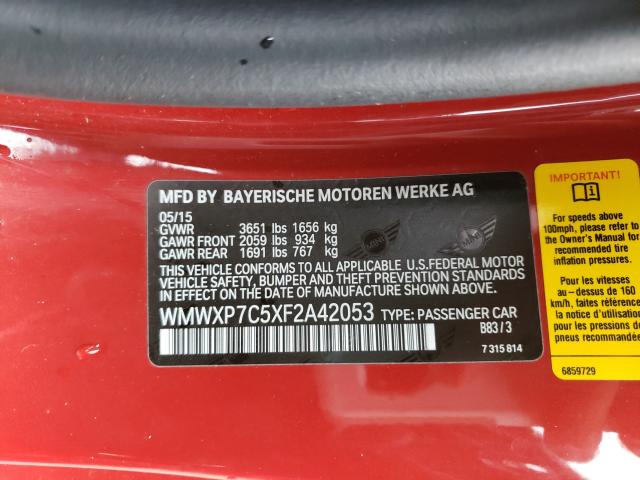 MFD BY BAYERISCHE MOTOREN WERKE AG
05/15
GVWR 3651 lbs 1656 kg
GAWR FRONT 2059 lbs 934 kg
GAWR REAR 1691 lbs 767 kg
THIS VEHICLE CONFORMS TO ALL APPLICABLE U.S.FEDERAL MOTOR
VEHICLE SAFETY, BUMPER AND THEFT PREVENTION STANDARDS
IN EFFECT ON THE DATE OF MANUFACTURE SHOWN ABOVE.
WMWXP7C5XF2A42053 TYPE: PASSENGER CAR
B83/3
7 315 814
MINI
IMPORTANT!
For speeds above
100mph, please refer to
the Owner's Manual for
recommended tire
inflation pressures.
Pour les vitesses
au-dessus de 160
km/h, faites référence
pour les pressions de
pneus recommandées
6859729